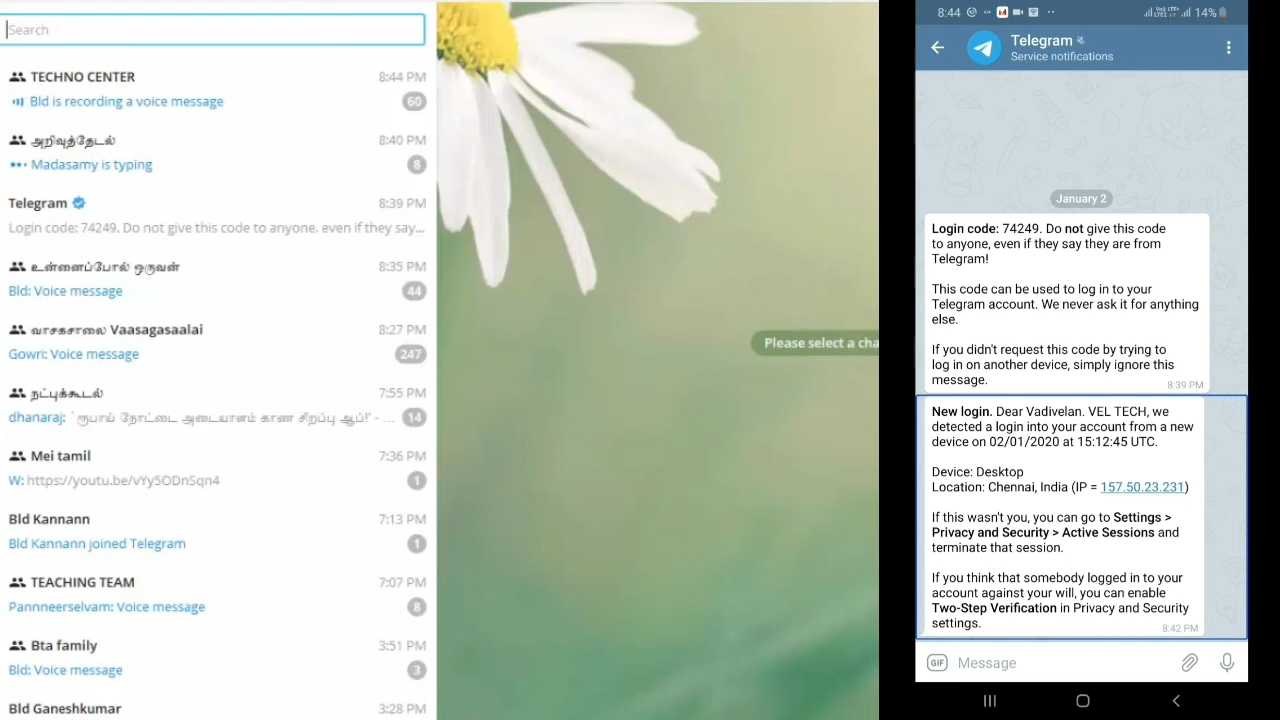 Search
TECHNO CENTER 8:44 PM
Bld is recording a voice message 60
அறிவுத்தேடல் 8:40 PM
Madasamy is typing 8
Telegram 8:39 PM
Login code: 74249. Do not give this code to anyone, even if they say...
உன்னைப்போல் ஒருவன் 8:35 PM
Bld: Voice message 44
வாசகசாலை Vaasagasaalai 8:27 PM
Gowri: Voice message 247
நட்புக்கூடல் 7:55 PM
dhanaraj: `ரூபாய் நோட்டை அடையாளம் காண சிறப்பு ஆப்!' - ... 14
Mei tamil 7:36 PM
W: https://youtu.be/vYy5ODnSqn4 1
Bld Kannann 7:13 PM
Bld Kannann joined Telegram 1
TEACHING TEAM 7:07 PM
Pannneerselvam: Voice message 8
Bta family 3:51 PM
Bld: Voice message 3
Bld Ganeshkumar 3:28 PM
Please select a cha
8:44 14%
Telegram
Service notifications
January 2
Login code: 74249. Do not give this code
to anyone, even if they say they are from
Telegram!
This code can be used to log in to your
Telegram account. We never ask it for anything
else.
If you didn't request this code by trying to
log in on another device, simply ignore this
message. 8:39 PM
New login. Dear Vadivelan. VEL TECH, we
detected a login into your account from a new
device on 02/01/2020 at 15:12:45 UTC.
Device: Desktop
Location: Chennai, India (IP = 157.50.23.231)
If this wasn't you, you can go to Settings >
Privacy and Security > Active Sessions and
terminate that session.
If you think that somebody logged in to your
account against your will, you can enable
Two-Step Verification in Privacy and Security
settings. 8:42 PM
GIF Message